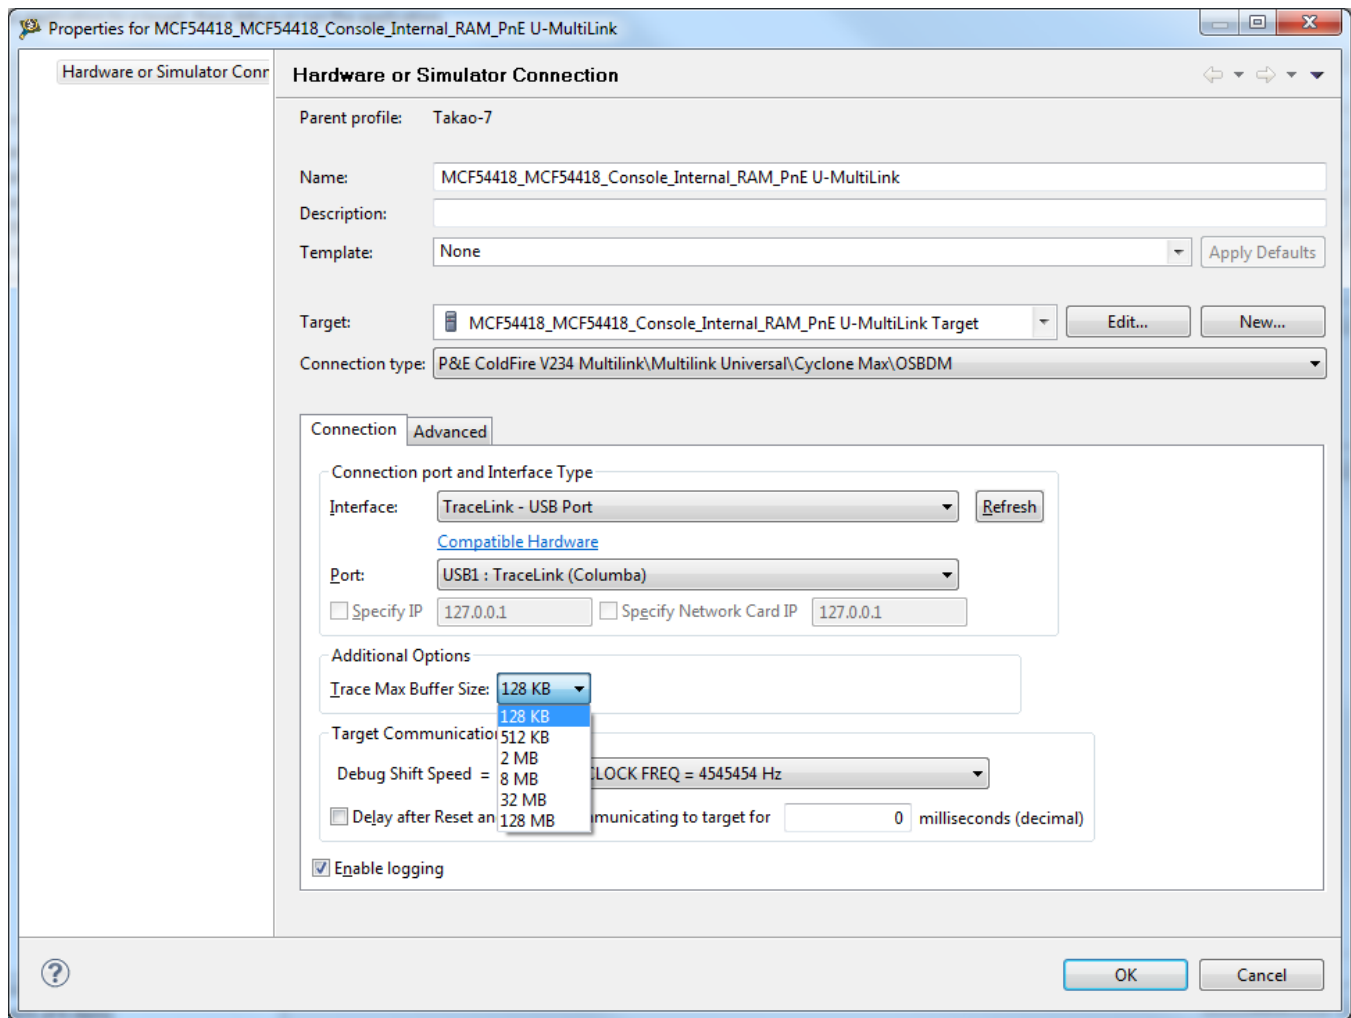 Properties for MCF54418_MCF54418_Console_Internal_RAM_PnE U-MultiLink
Hardware or Simulator Conn
Hardware or Simulator Connection
Parent profile: Takao-7
Name: MCF54418_MCF54418_Console_Internal_RAM_PnE U-MultiLink
Description:
Template: None Apply Defaults
Target: MCF54418_MCF54418_Console_Internal_RAM_PnE U-MultiLink Target Edit... New...
Connection type: P&E ColdFire V234 Multilink\Multilink Universal\Cyclone Max\OSBDM
Connection Advanced
Connection port and Interface Type
Interface: TraceLink - USB Port Refresh
Compatible Hardware
Port: USB1 : TraceLink (Columba)
Specify IP 127.0.0.1 Specify Network Card IP 127.0.0.1
Additional Options
Trace Max Buffer Size: 128 KB
128 KB
Target Communication
512 KB
2 MB
Debug Shift Speed = CLOCK FREQ = 4545454 Hz
8 MB
32 MB
Delay after Reset an municating to target for 0 milliseconds (decimal)
128 MB
Enable logging
? OK Cancel